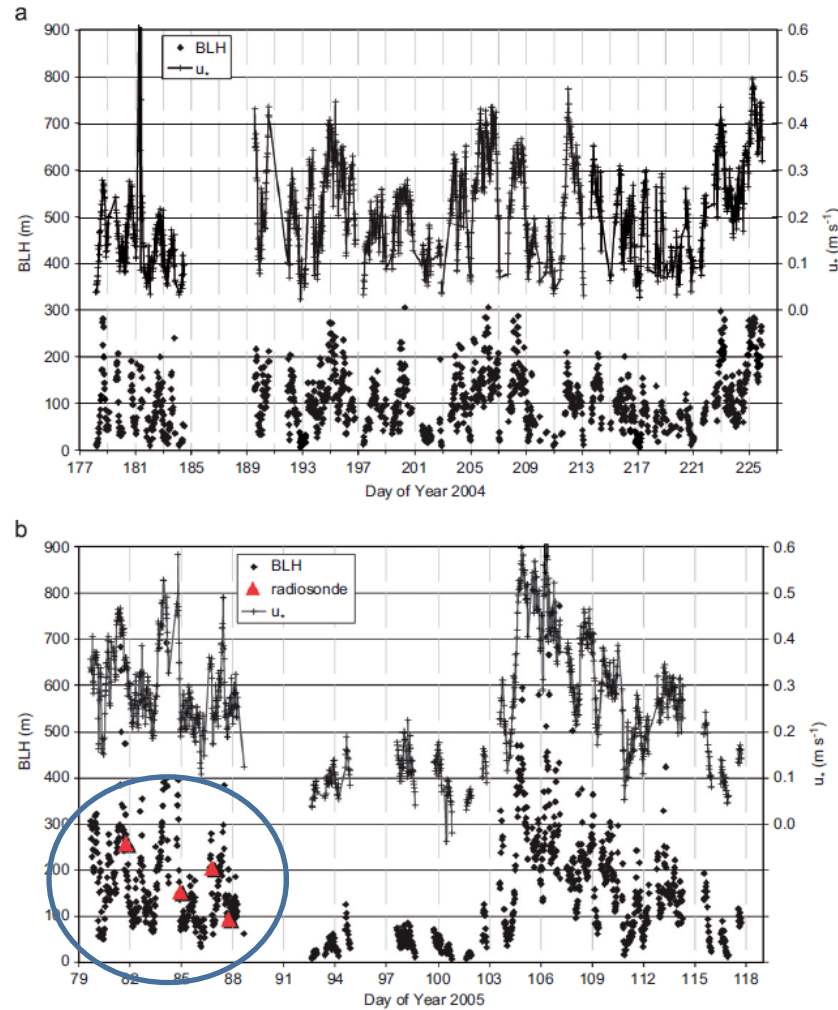 a
BLH
u*
900
800
700
600
500
400
300
200
100
0
BLH (m)
0.6
0.5
0.4
0.3
0.2
0.1
0.0
u* (m s⁻¹)
177 181 185 189 193 197 201 205 209 213 217 221 225
Day of Year 2004
b
BLH
radiosonde
u*
900
800
700
600
500
400
300
200
100
0
BLH (m)
0.6
0.5
0.4
0.3
0.2
0.1
0.0
u* (m s⁻¹)
79 82 85 88 91 94 97 100 103 106 109 112 115 118
Day of Year 2005